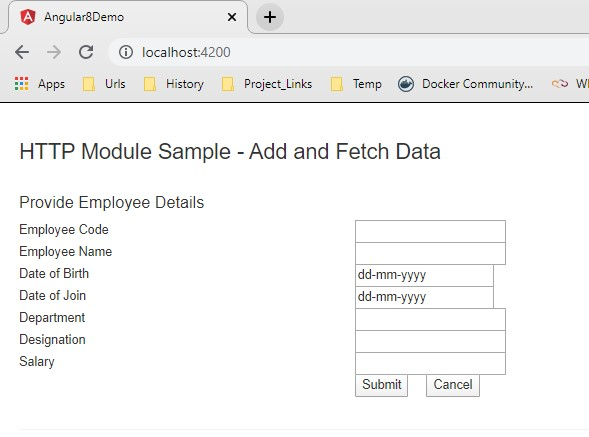 Angular8Demo
localhost:4200
Apps Urls History Project_Links Temp Docker Community...
HTTP Module Sample - Add and Fetch Data
Provide Employee Details
Employee Code
Employee Name
Date of Birth dd-mm-yyyy
Date of Join dd-mm-yyyy
Department
Designation
Salary
Submit Cancel